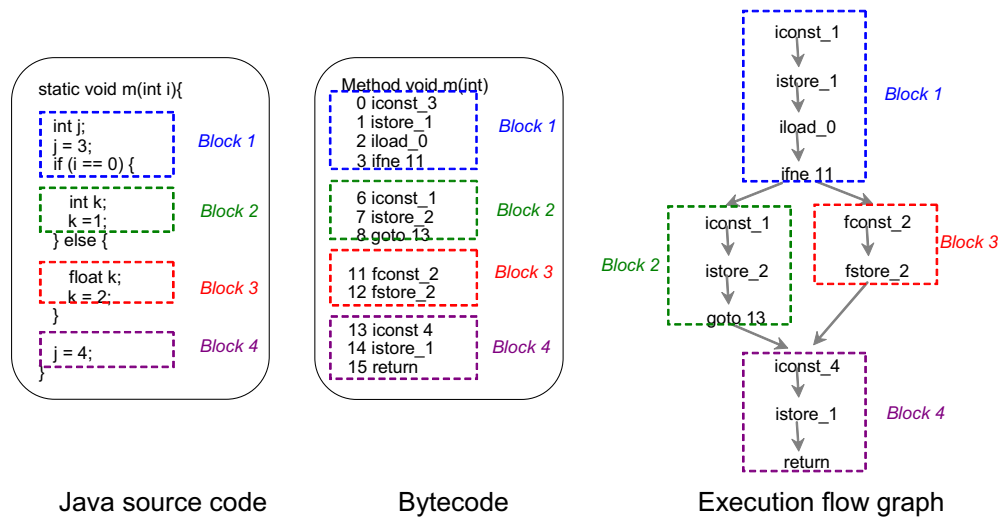 static void m(int i){
int j;
j = 3;
if (i == 0) {
Block 1
int k;
k =1;
Block 2
} else {
float k;
k = 2;
Block 3
}
j = 4;
Block 4
}
Java source code
Method void m(int)
0 iconst_3
1 istore_1
2 iload_0
3 ifne 11
Block 1
6 iconst_1
7 istore_2
8 goto 13
Block 2
11 fconst_2
12 fstore_2
Block 3
13 iconst 4
14 istore_1
15 return
Block 4
Bytecode
iconst_1
istore_1
iload_0
ifne 11
Block 1
iconst_1
istore_2
goto 13
Block 2
fconst_2
fstore_2
Block 3
iconst_4
istore_1
return
Block 4
Execution flow graph